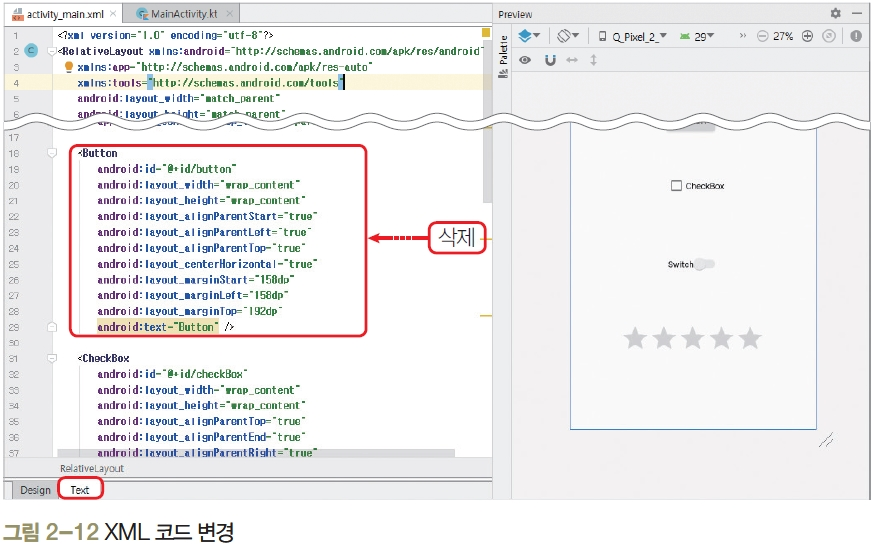 activity_main.xml
MainActivity.kt
Preview
Palette
Q_Pixel_2_
29
27%
1 <?xml version="1.0" encoding="utf-8"?>
2 <RelativeLayout xmlns:android="http://schemas.android.com/apk/res/android"
3 xmlns:app="http://schemas.android.com/apk/res-auto"
4 xmlns:tools="http://schemas.android.com/tools"
5 android:layout_width="match_parent"
6 android:layout_height="match_parent"
17
18 <Button
19 android:id="@+id/button"
20 android:layout_width="wrap_content"
21 android:layout_height="wrap_content"
22 android:layout_alignParentStart="true"
23 android:layout_alignParentLeft="true"
24 android:layout_alignParentTop="true"
25 android:layout_centerHorizontal="true"
26 android:layout_marginStart="158dp"
27 android:layout_marginLeft="158dp"
28 android:layout_marginTop="192dp"
29 android:text="Button" />
30
31 <CheckBox
32 android:id="@+id/checkBox"
33 android:layout_width="wrap_content"
34 android:layout_height="wrap_content"
35 android:layout_alignParentTop="true"
36 android:layout_alignParentEnd="true"
37 android:layout_alignParentRight="true"
삭제
CheckBox
Switch
RelativeLayout
Design
Text
그림 2-12 XML 코드 변경